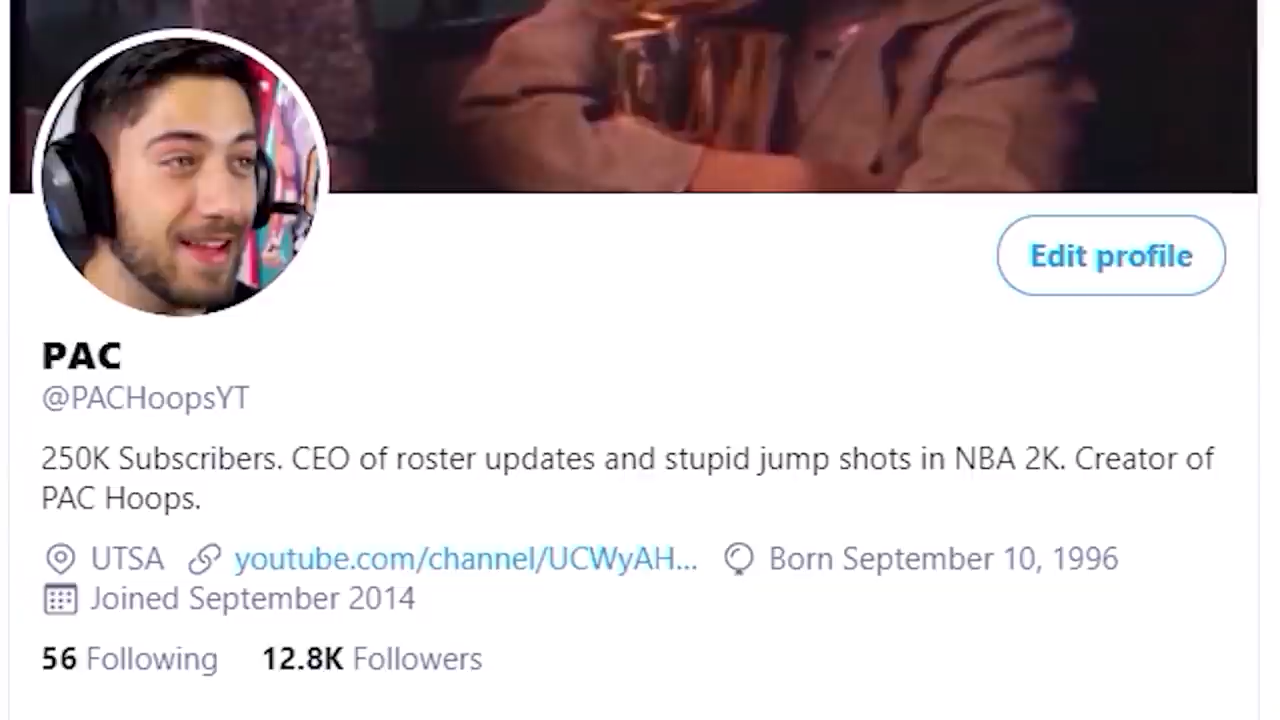 Edit profile
PAC
@PACHoopsYT
250K Subscribers. CEO of roster updates and stupid jump shots in NBA 2K. Creator of
PAC Hoops.
UTSA youtube.com/channel/UCWyAH... Born September 10, 1996
Joined September 2014
56 Following 12.8K Followers